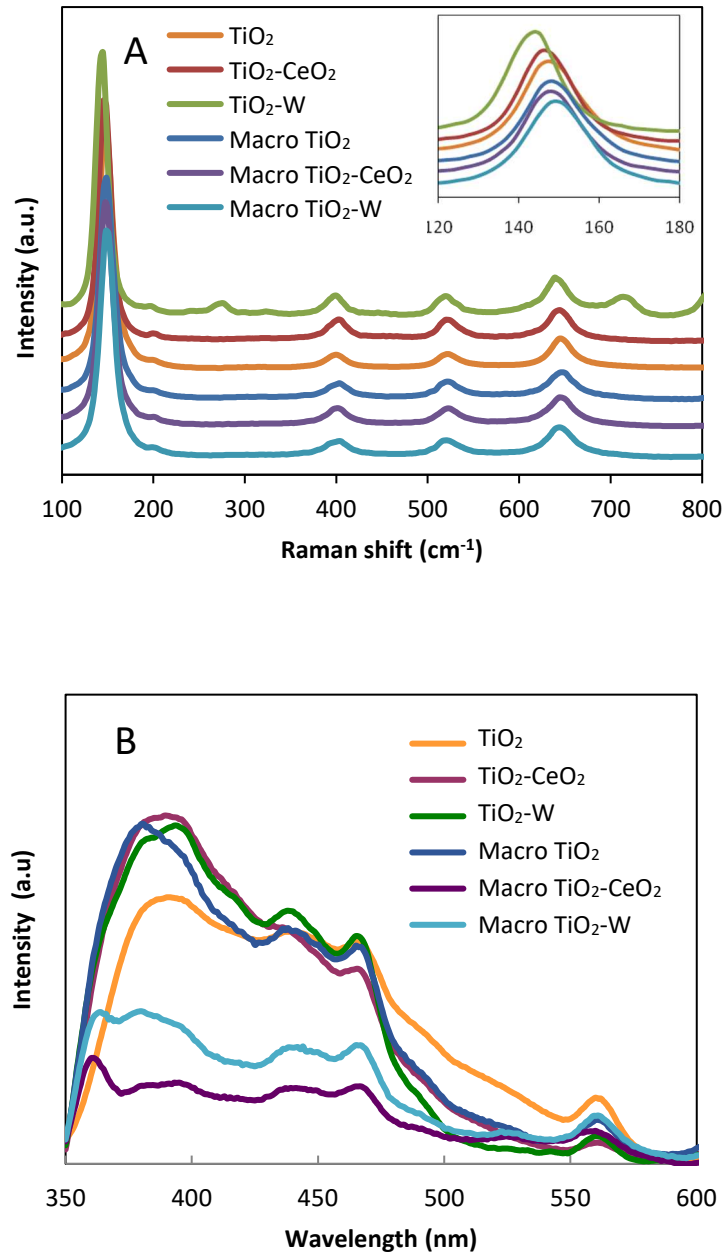 A
TiO₂
TiO₂-CeO₂
TiO₂-W
Macro TiO₂
Macro TiO₂-CeO₂
Macro TiO₂-W
120 140 160 180
Intensity (a.u.)
100 200 300 400 500 600 700 800
Raman shift (cm⁻¹)
B
TiO₂
TiO₂-CeO₂
TiO₂-W
Macro TiO₂
Macro TiO₂-CeO₂
Macro TiO₂-W
Intensity (a.u)
350 400 450 500 550 600
Wavelength (nm)